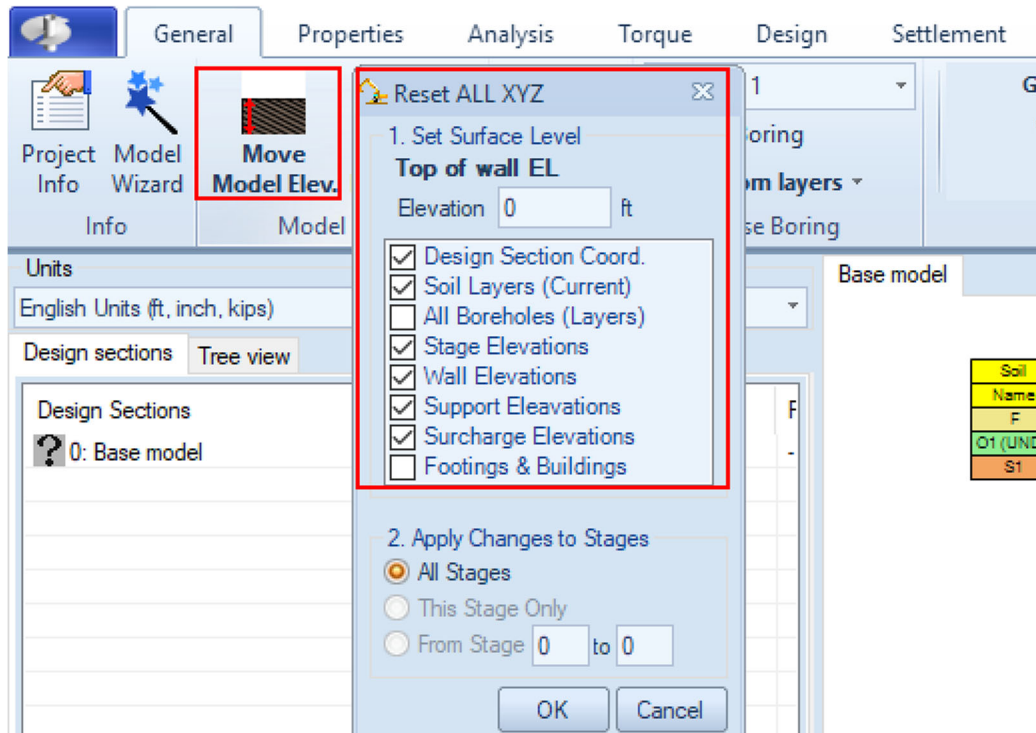 General Properties Analysis Torque Design Settlement
Project Info
Model Wizard
Move Model Elev.
Info
Model
Reset ALL XYZ
1. Set Surface Level
Top of wall EL
Elevation 0 ft
Design Section Coord.
Soil Layers (Current)
All Boreholes (Layers)
Stage Elevations
Wall Elevations
Support Eleavations
Surcharge Elevations
Footings & Buildings
2. Apply Changes to Stages
All Stages
This Stage Only
From Stage 0 to 0
OK Cancel
1
oring
om layers
se Boring
G
Units
English Units (ft, inch, kips)
Design sections Tree view
Design Sections
F
0: Base model
-
Base model
Soil
Name
F
O1 (UND
S1